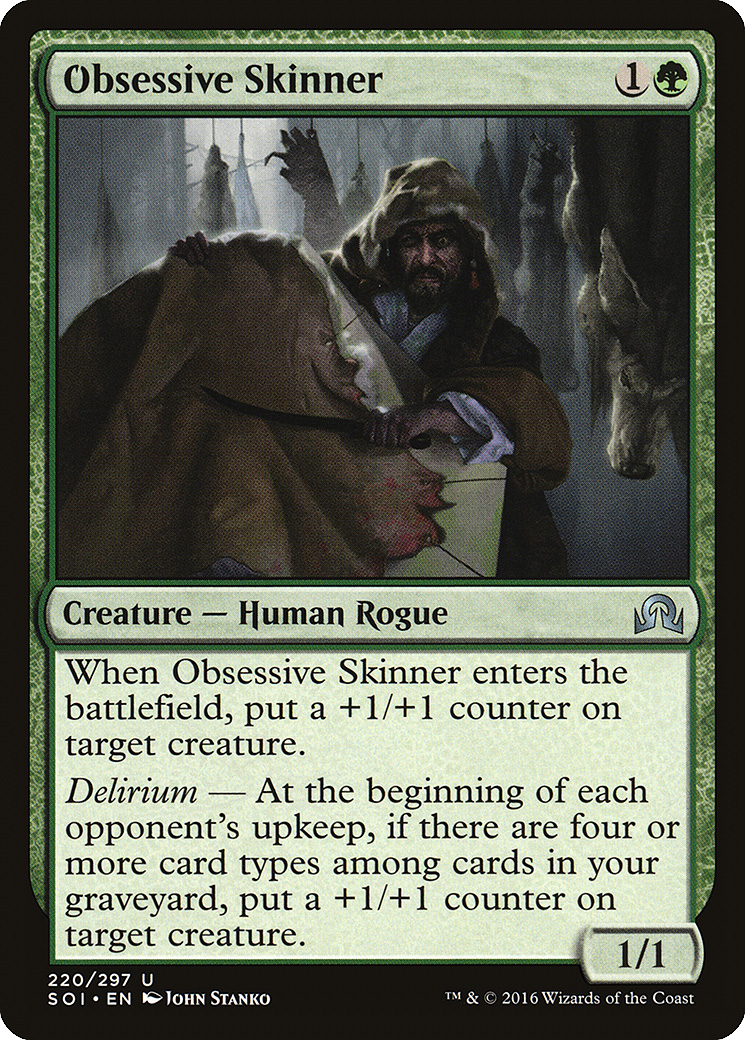 Obsessive Skinner 1
Creature — Human Rogue
When Obsessive Skinner enters the
battlefield, put a +1/+1 counter on
target creature.
Delirium — At the beginning of each
opponent's upkeep, if there are four or
more card types among cards in your
graveyard, put a +1/+1 counter on
target creature.
1/1
220/297 U
SOI • EN John Stanko
™ & © 2016 Wizards of the Coast